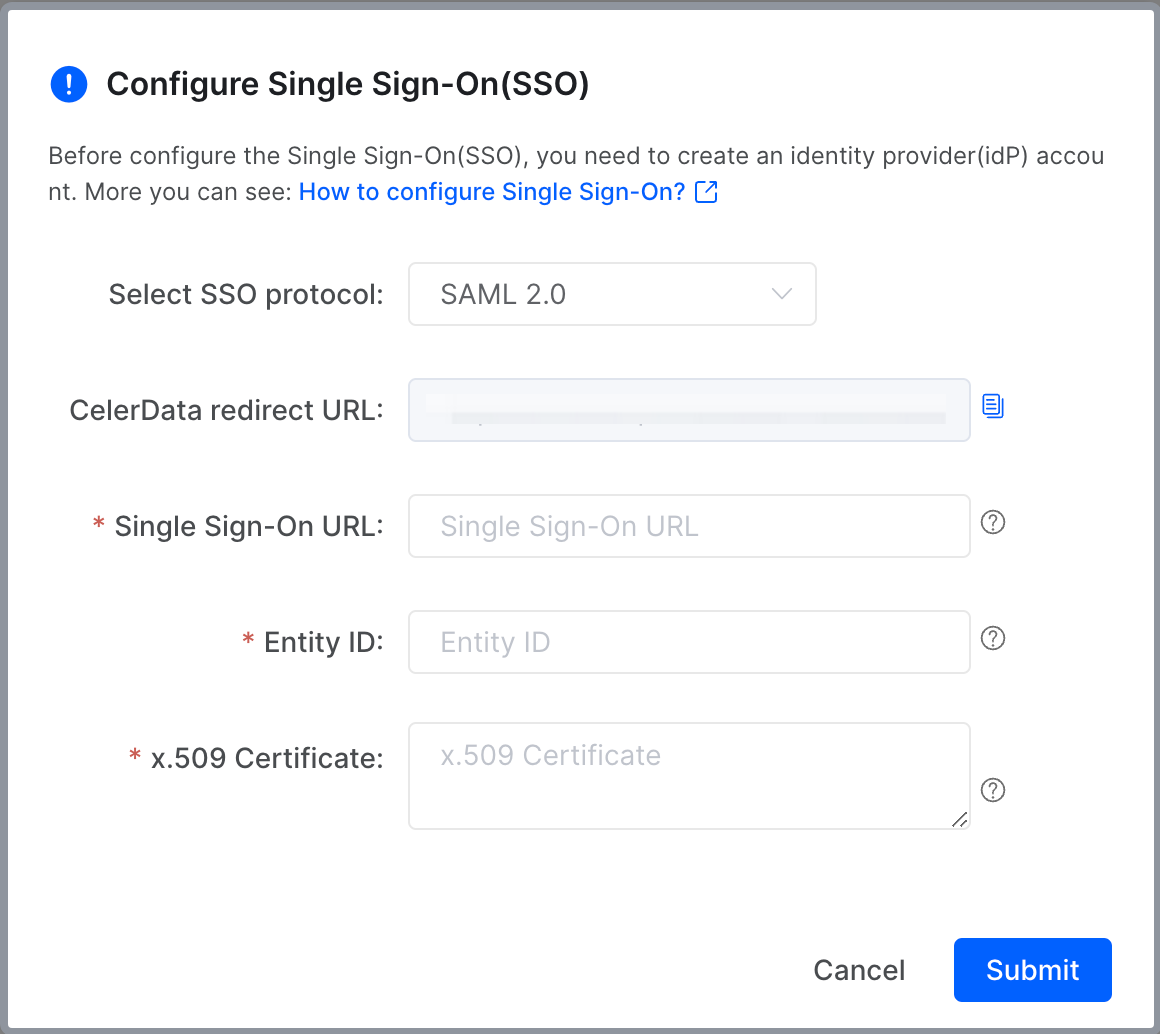 Configure Single Sign-On(SSO)
Before configure the Single Sign-On(SSO), you need to create an identity provider(idP) accou
nt. More you can see: How to configure Single Sign-On?
Select SSO protocol: SAML 2.0
CelerData redirect URL:
* Single Sign-On URL: Single Sign-On URL
* Entity ID: Entity ID
* x.509 Certificate: x.509 Certificate
Cancel Submit